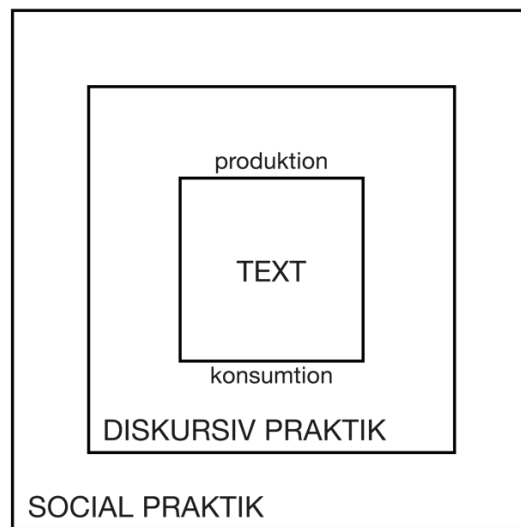 produktion
TEXT
konsumtion
DISKURSIV PRAKTIK
SOCIAL PRAKTIK